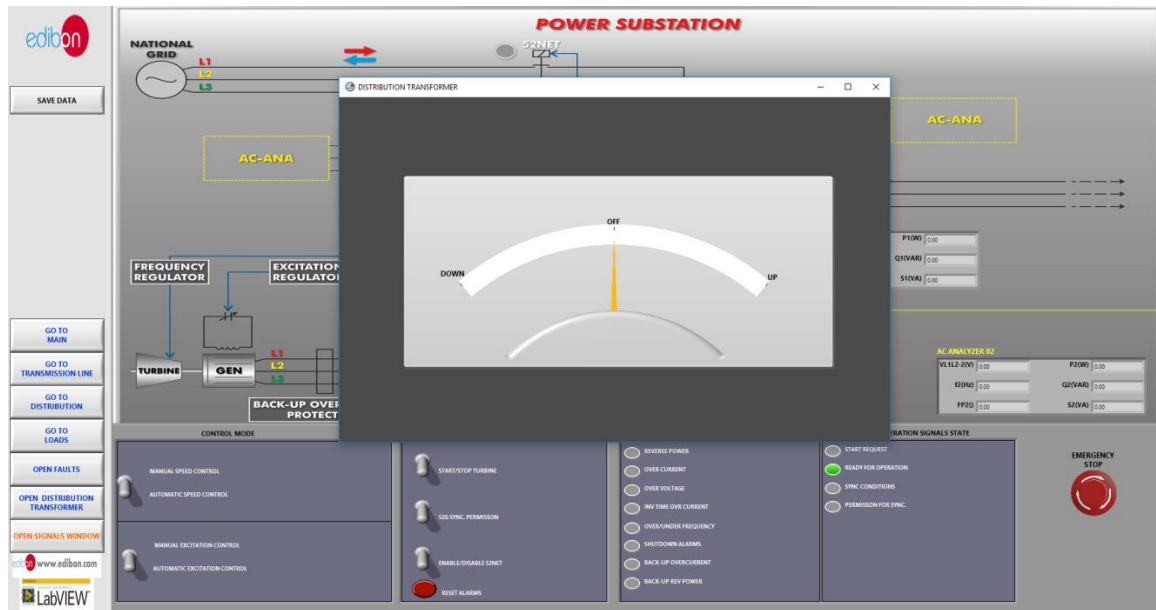 edibon
SAVE DATA
GO TO
MAIN
GO TO
TRANSMISSION LINE
GO TO
DISTRIBUTION
GO TO
LOADS
OPEN FAULTS
OPEN DISTRIBUTION
TRANSFORMER
OPEN SIGNALS WINDOW
edibon www.edibon.com
LabVIEW
POWER SUBSTATION
NATIONAL
GRID
L1
L2
L3
52NET
AC-ANA
AC-ANA
DISTRIBUTION TRANSFORMER
DOWN
OFF
UP
FREQUENCY
REGULATOR
EXCITATION
REGULATO
TURBINE
GEN
L1
L2
L3
BACK-UP OVE
PROTECT
P1(W) 0.00
Q1(VAR) 0.00
S1(VA) 0.00
AC ANALYZER 02
VL1L2-2(V) 0.00 P2(W) 0.00
f2(Hz) 0.00 Q2(VAR) 0.00
FP2() 0.00 S2(VA) 0.00
CONTROL MODE
MANUAL SPEED CONTROL
AUTOMATIC SPEED CONTROL
MANUAL EXCITATION CONTROL
AUTOMATIC EXCITATION CONTROL
START/STOP TURBINE
52G SYNC. PERMISSON
ENABLE/DISABLE 52NET
RESET ALARMS
REVERSE POWER
OVER CURRENT
OVER VOLTAGE
INV TIME OVR CURRENT
OVER/UNDER FREQUENCY
SHUTDOWN ALARMS
BACK-UP OVERCURRENT
BACK-UP REV POWER
ERATION SIGNALS STATE
START REQUEST
READY FOR OPERATION
SYNC CONDITIONS
PERMISSON FOR SYNC.
EMERGENCY
STOP